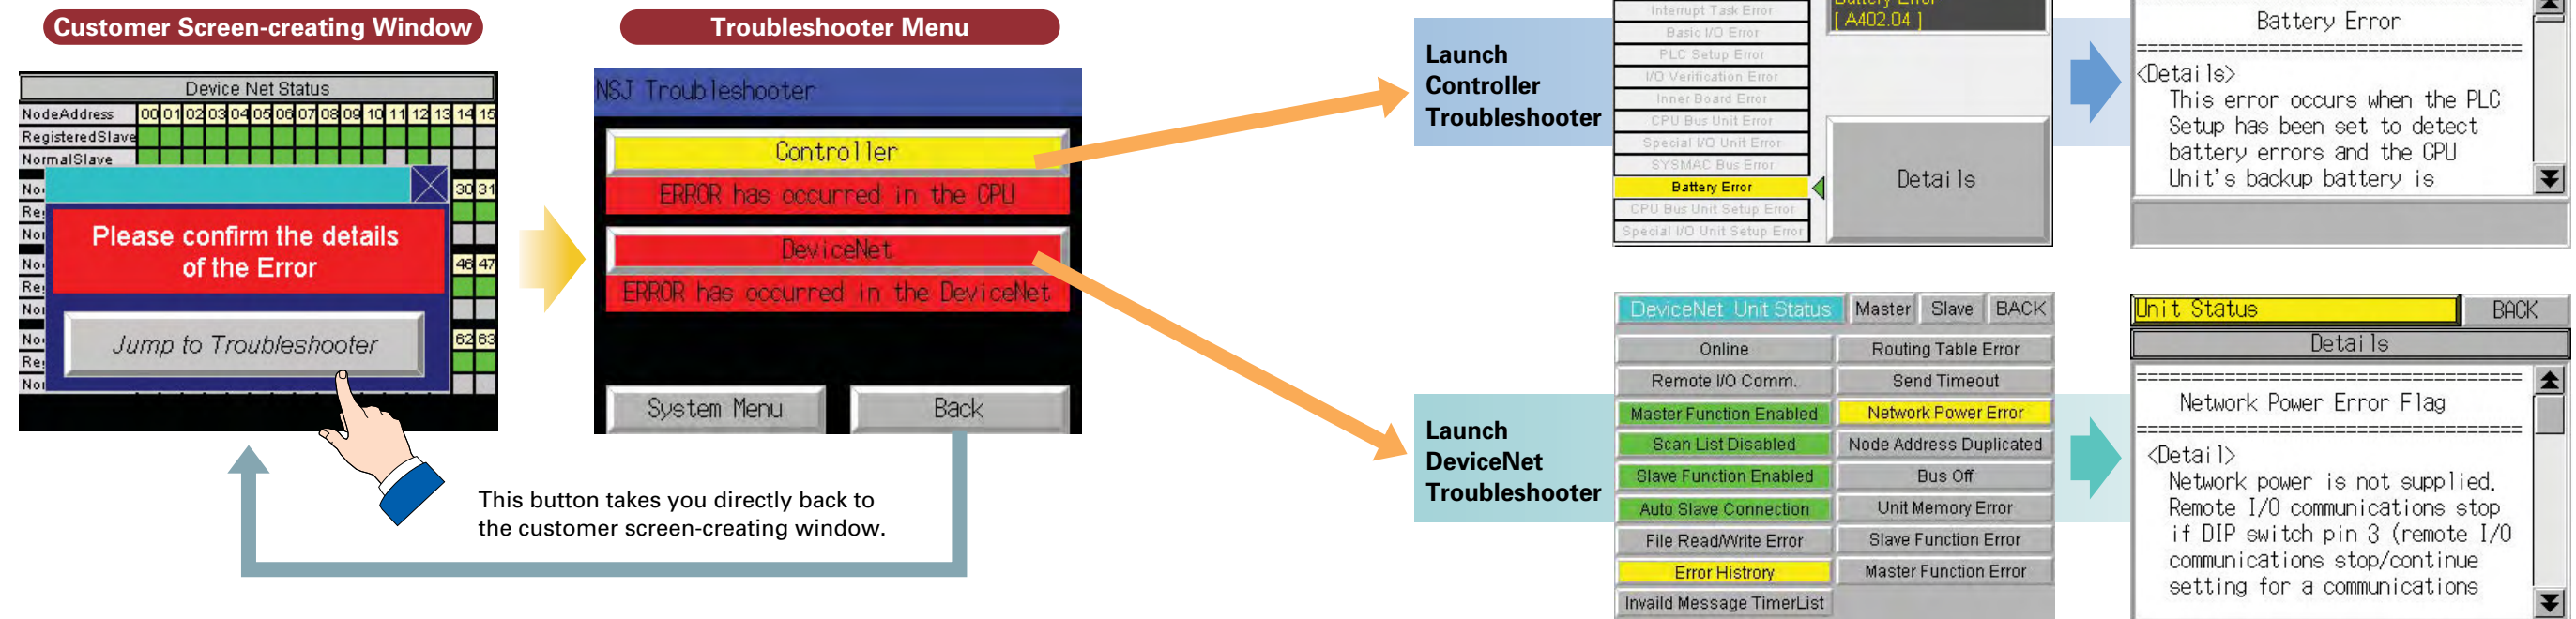 Customer Screen-creating Window
Device Net Status
NodeAddress 00 01 02 03 04 05 06 07 08 09 10 11 12 13 14 15
RegisteredSlave
NormalSlave
30 31
46 47
62 63
Please confirm the details
of the Error
Jump to Troubleshooter
This button takes you directly back to
the customer screen-creating window.
Troubleshooter Menu
NSJ Troubleshooter
Controller
ERROR has occurred in the CPU
DeviceNet
ERROR has occurred in the DeviceNet
System Menu
Back
Launch
Controller
Troubleshooter
Interrupt Task Error
Basic I/O Error
PLC Setup Error
I/O Verification Error
Inner Board Error
CPU Bus Unit Error
Special I/O Unit Error
SYSMAC Bus Error
Battery Error
CPU Bus Unit Setup Error
Special I/O Unit Setup Error
Battery Error
[ A402.04 ]
Details
Battery Error
<Details>
This error occurs when the PLC
Setup has been set to detect
battery errors and the CPU
Unit's backup battery is
Launch
DeviceNet
Troubleshooter
DeviceNet Unit Status Master Slave BACK
Online Routing Table Error
Remote I/O Comm. Send Timeout
Master Function Enabled Network Power Error
Scan List Disabled Node Address Duplicated
Slave Function Enabled Bus Off
Auto Slave Connection Unit Memory Error
File Read/Write Error Slave Function Error
Error Histrory Master Function Error
Invaild Message TimerList
Unit Status BACK
Details
Network Power Error Flag
<Detail>
Network power is not supplied.
Remote I/O communications stop
if DIP switch pin 3 (remote I/O
communications stop/continue
setting for a communications